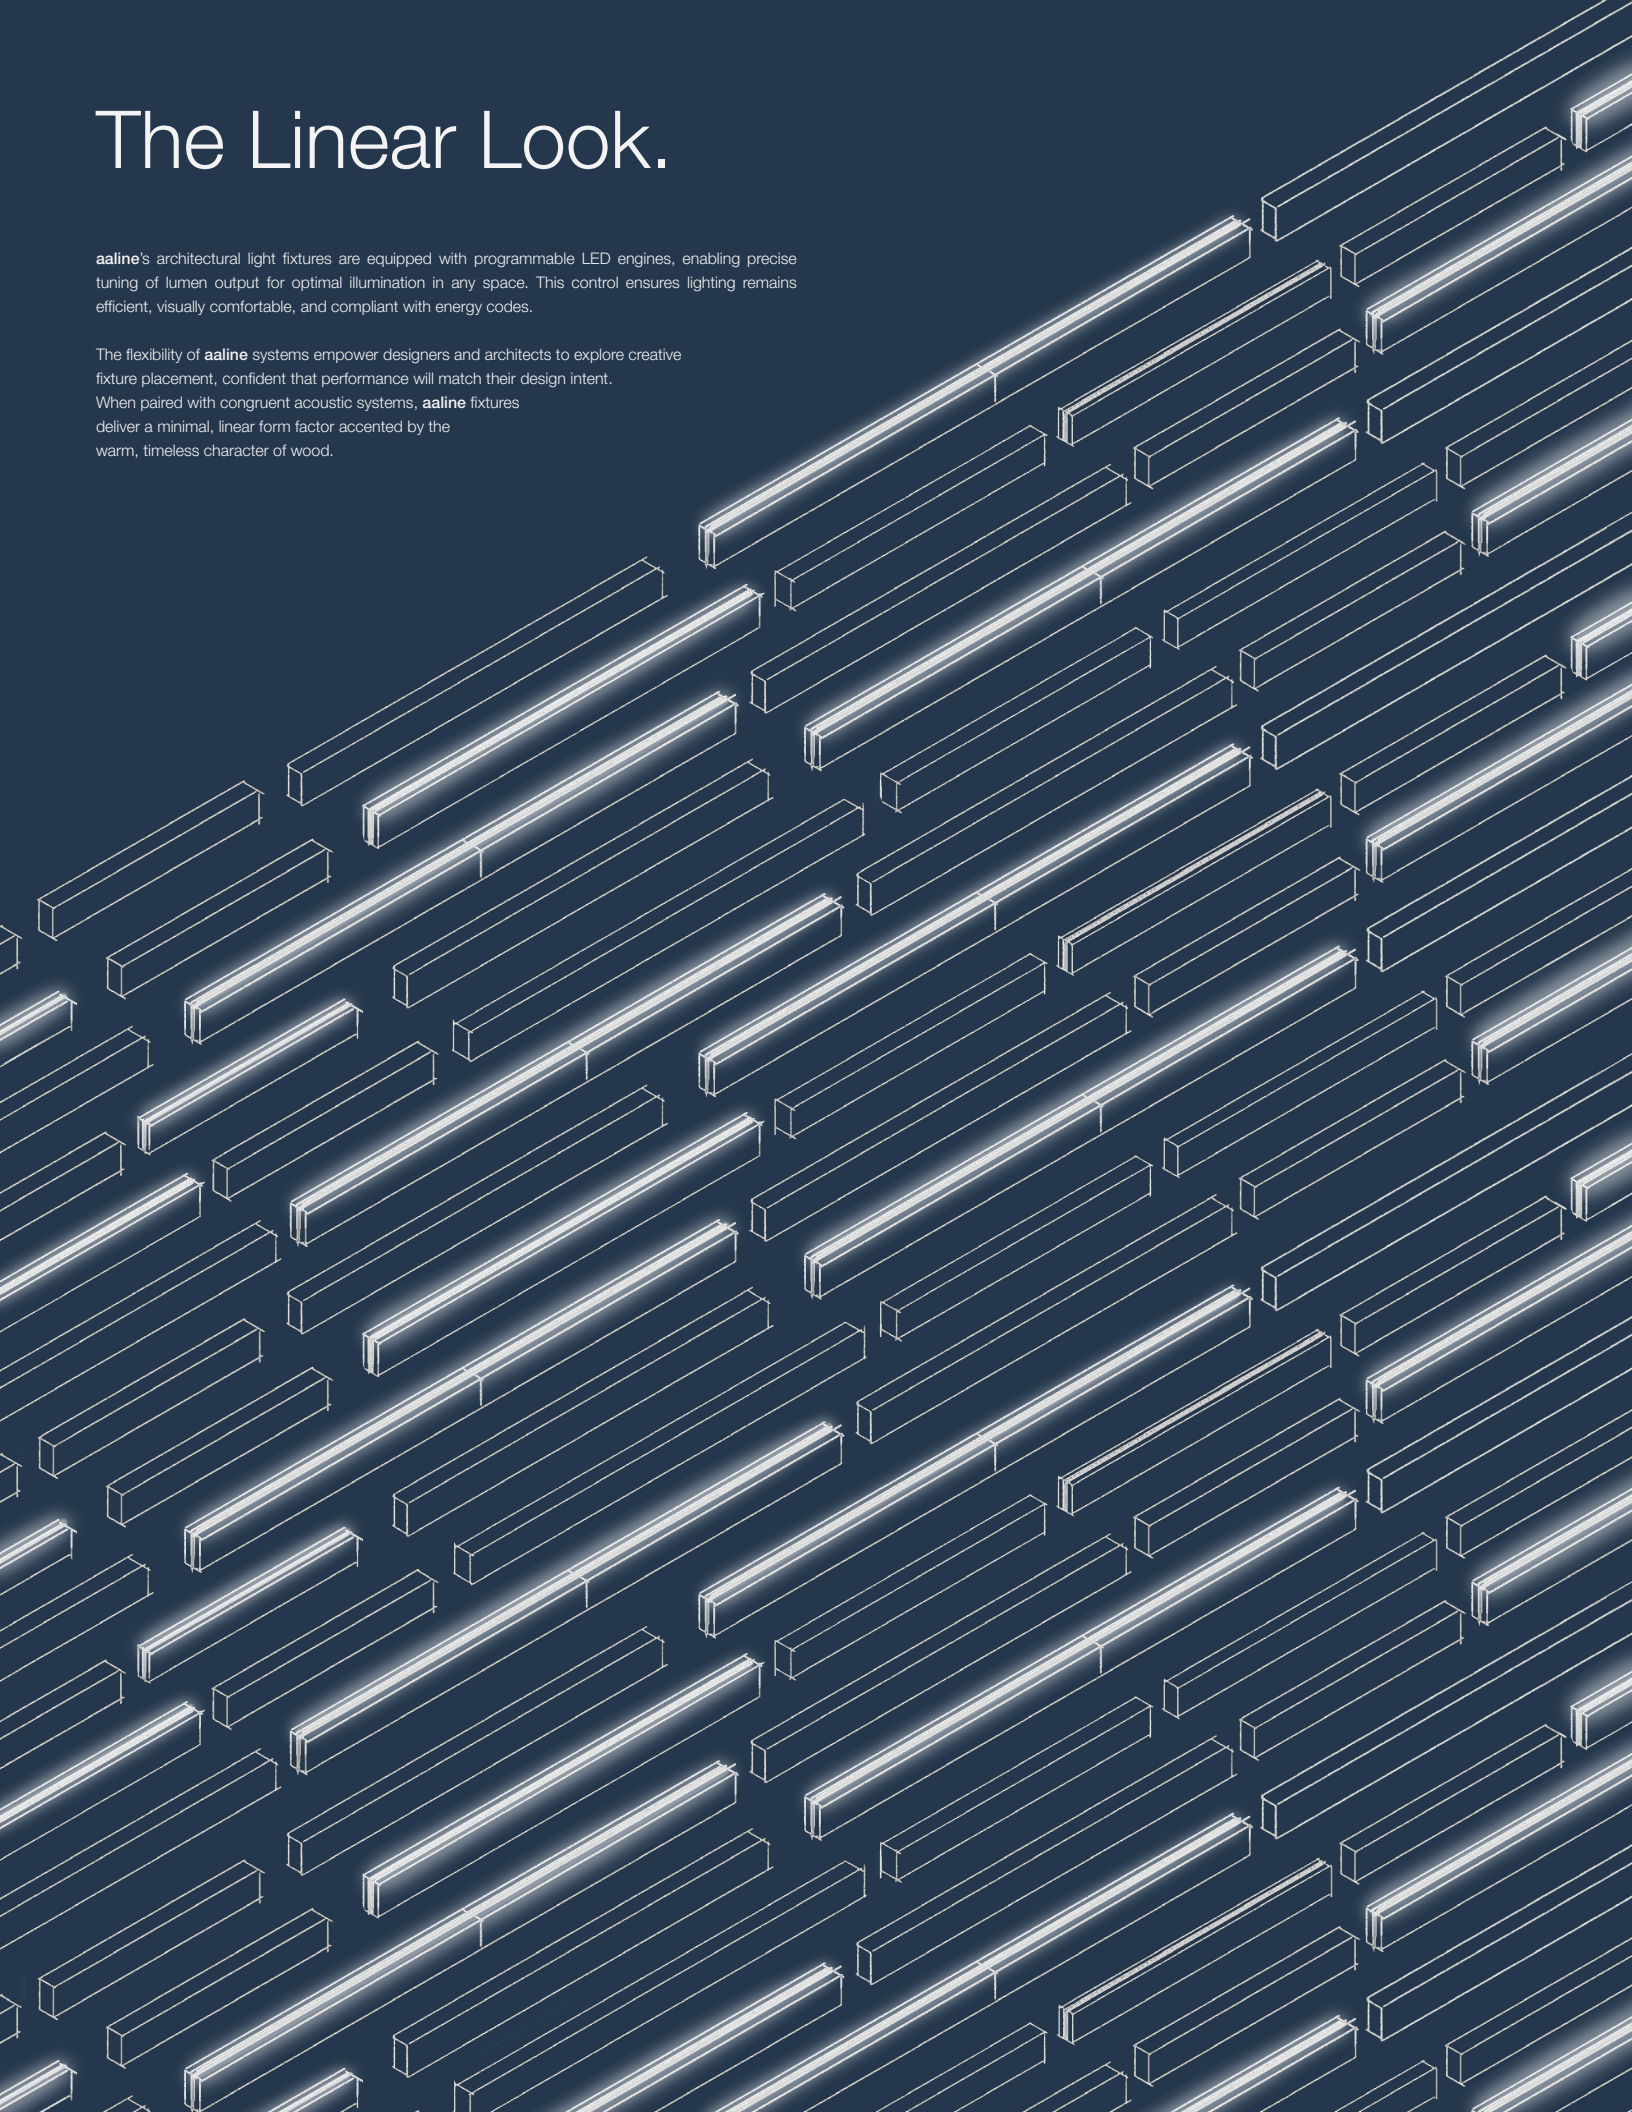 The Linear Look.
aaline's architectural light fixtures are equipped with programmable LED engines, enabling precise
tuning of lumen output for optimal illumination in any space. This control ensures lighting remains
efficient, visually comfortable, and compliant with energy codes.
The flexibility of aaline systems empower designers and architects to explore creative
fixture placement, confident that performance will match their design intent.
When paired with congruent acoustic systems, aaline fixtures
deliver a minimal, linear form factor accented by the
warm, timeless character of wood.